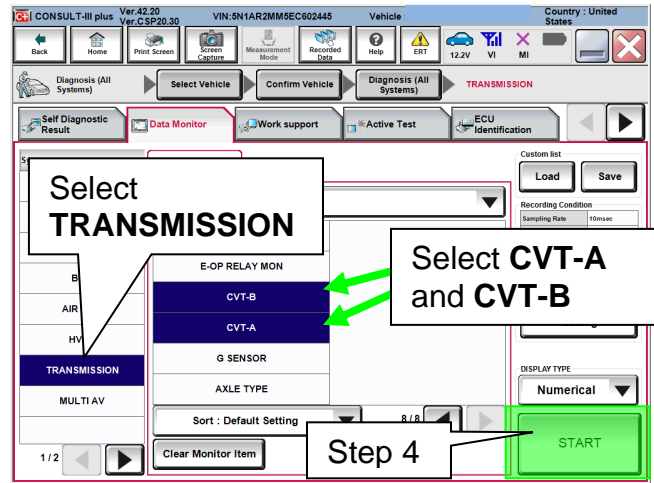 CONSULT-III plus
Ver.42.20
Ver.CSP20.30
VIN:5N1AR2MM5EC602445
Vehicle
Country : United
States
Back
Home
Print Screen
Screen
Capture
Measurement
Mode
Recorded
Data
Help
ERT
12.2V
VI
MI
Diagnosis (All
Systems)
Select Vehicle
Confirm Vehicle
Diagnosis (All
Systems)
TRANSMISSION
Self Diagnostic
Result
Data Monitor
Work support
Active Test
ECU
Identification
Select
TRANSMISSION
E-OP RELAY MON
CVT-B
CVT-A
G SENSOR
AXLE TYPE
B
AIR
HV
TRANSMISSION
MULTI AV
1/2
Sort : Default Setting
8/8
Clear Monitor Item
Select CVT-A
and CVT-B
Custom list
Load
Save
Recording Condition
Sampling Rate
10msec
DISPLAY TYPE
Numerical
Step 4
START